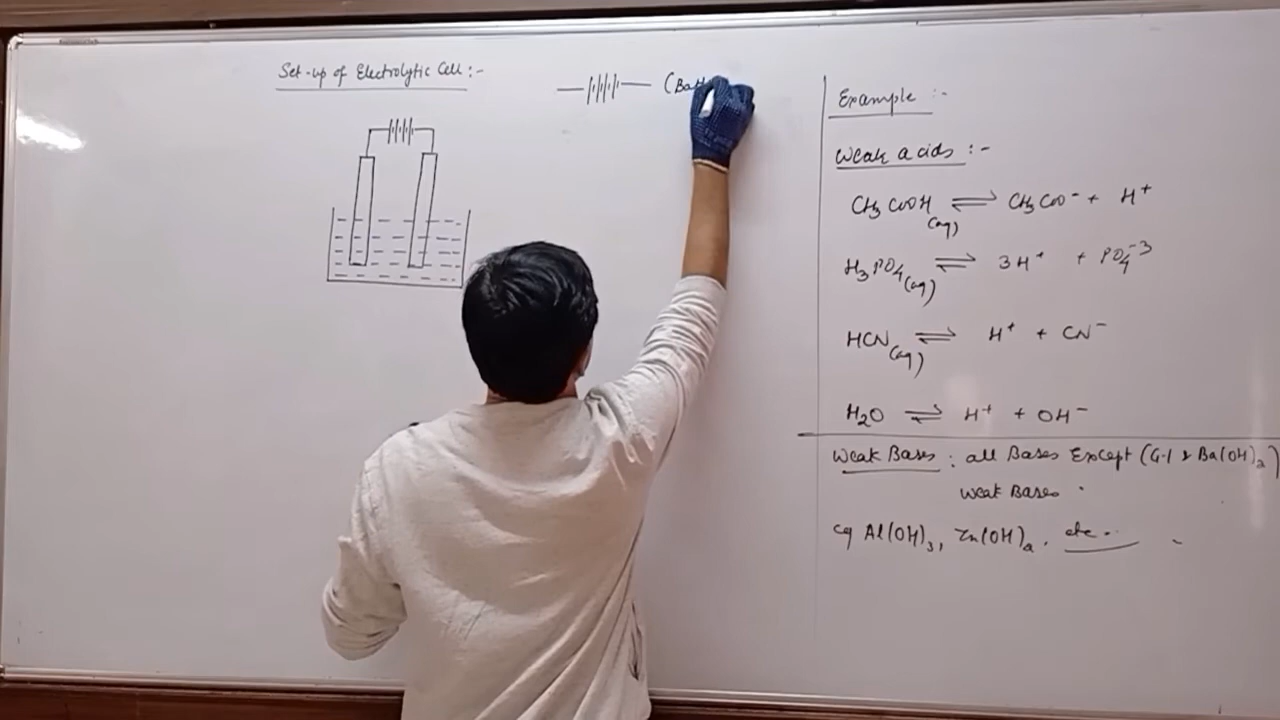 Set-up of Electrolytic Cell :-
(Batt
Example :-
Weak acids :-
CH3COOH(aq) ⇌ CH3COO⁻ + H⁺
H3PO4(aq) ⇌ 3H⁺ + PO4⁻³
HCN(aq) ⇌ H⁺ + CN⁻
H2O ⇌ H⁺ + OH⁻
Weak Bases : all Bases Except (G-1 & Ba(OH)2)
Weak Bases .
eg Al(OH)3, Zn(OH)2. etc..